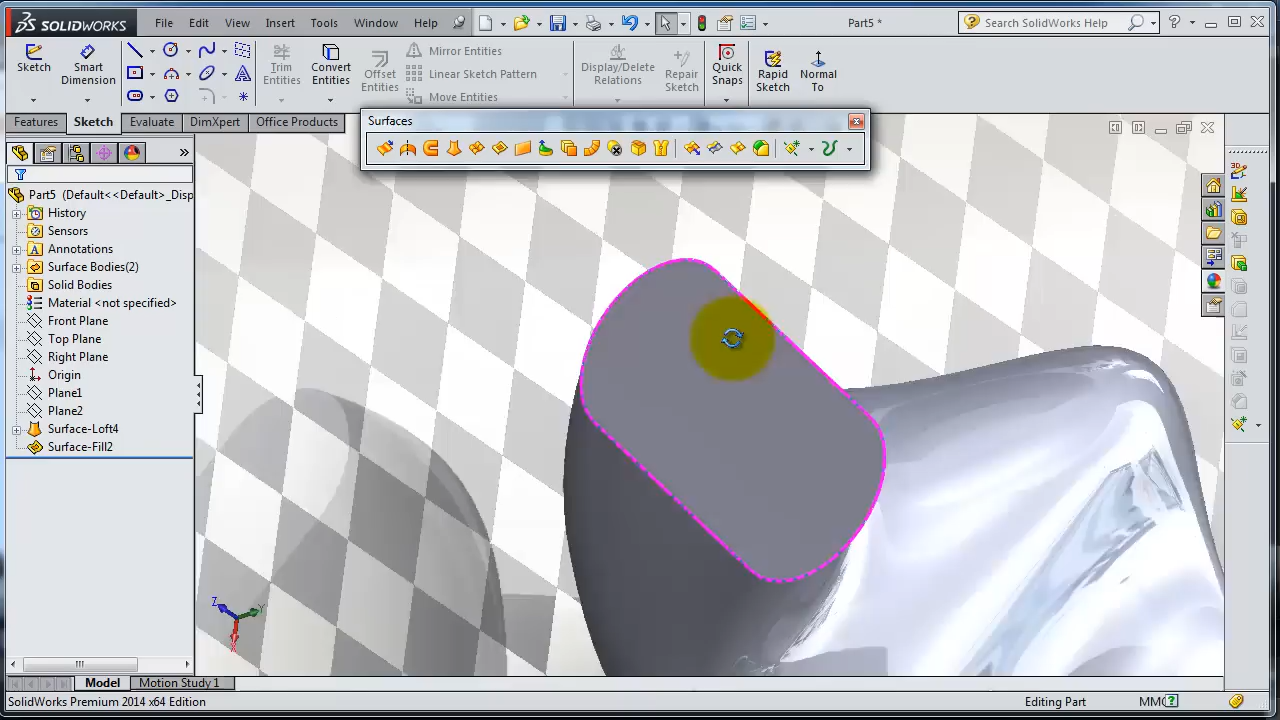 SOLIDWORKS File Edit View Insert Tools Window Help Part5 * Search SolidWorks Help
Sketch Smart Dimension Trim Entities Convert Entities Offset Entities Mirror Entities Linear Sketch Pattern Move Entities Display/Delete Relations Repair Sketch Quick Snaps Rapid Sketch Normal To
Features Sketch Evaluate DimXpert Office Products
Surfaces
Part5 (Default<<Default>_Disp
History
Sensors
Annotations
Surface Bodies(2)
Solid Bodies
Material <not specified>
Front Plane
Top Plane
Right Plane
Origin
Plane1
Plane2
Surface-Loft4
Surface-Fill2
Z Y X
Model Motion Study 1
SolidWorks Premium 2014 x64 Edition Editing Part